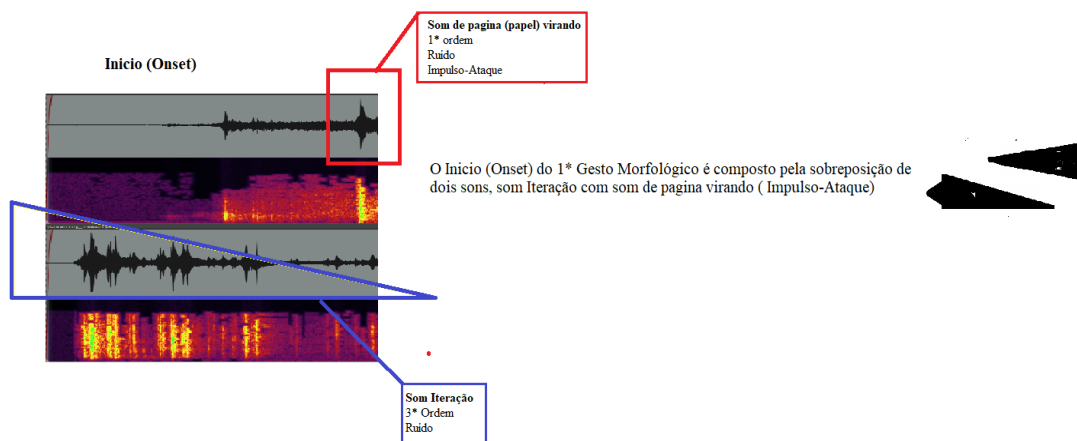 Som de pagina (papel) virando
1* ordem
Ruido
Impulso-Ataque
Inicio (Onset)
O Inicio (Onset) do 1* Gesto Morfológico é composto pela sobreposição de
dois sons, som Iteração com som de pagina virando ( Impulso-Ataque)
Som Iteração
3* Ordem
Ruido